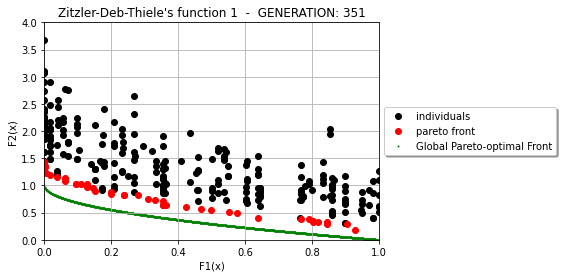 Zitzler-Deb-Thiele's function 1 - GENERATION: 351
4.0
3.5
3.0
2.5
2.0
1.5
1.0
0.5
0.0
F2(x)
0.0 0.2 0.4 0.6 0.8 1.0
F1(x)
individuals
pareto front
Global Pareto-optimal Front